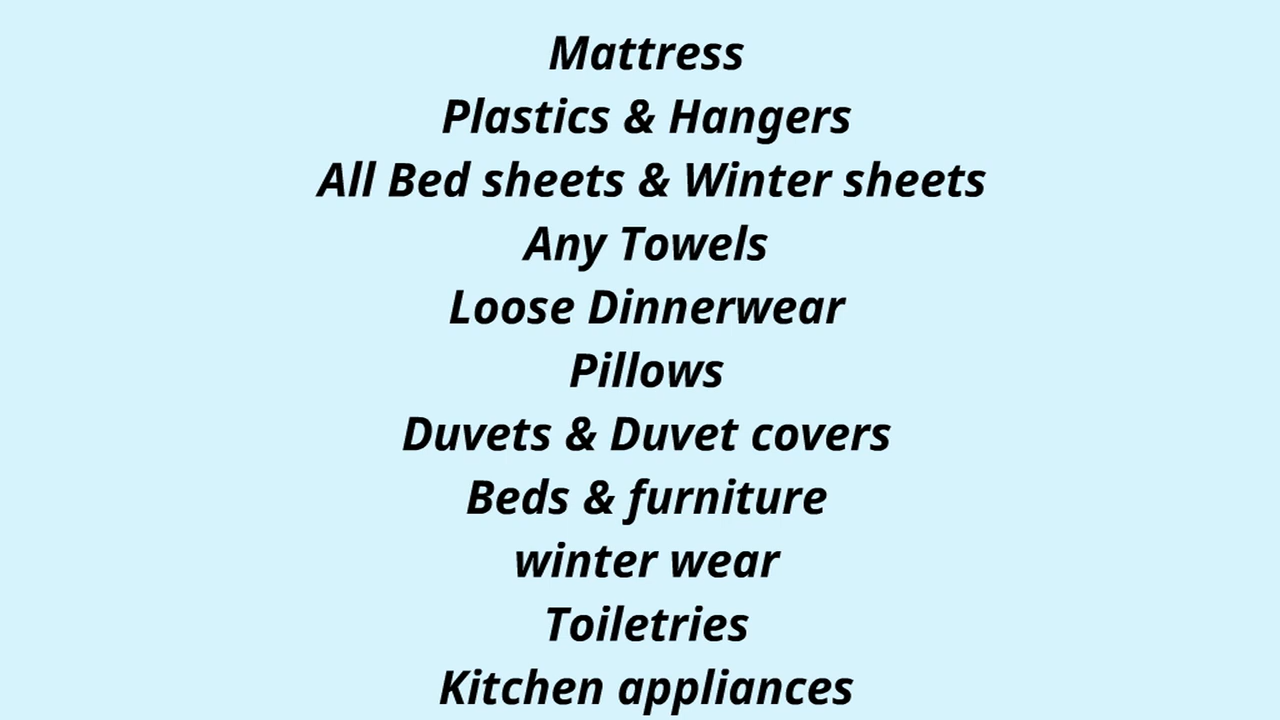 Mattress
Plastics & Hangers
All Bed sheets & Winter sheets
Any Towels
Loose Dinnerwear
Pillows
Duvets & Duvet covers
Beds & furniture
winter wear
Toiletries
Kitchen appliances